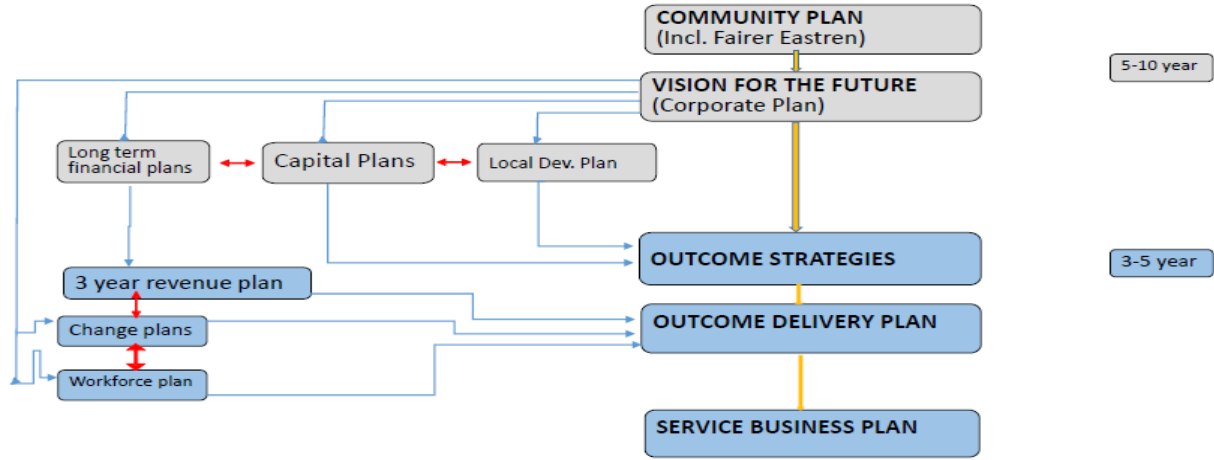 COMMUNITY PLAN
(Incl. Fairer Eastren)
5-10 year
VISION FOR THE FUTURE
(Corporate Plan)
Long term
financial plans
Capital Plans
Local Dev. Plan
OUTCOME STRATEGIES
3-5 year
3 year revenue plan
Change plans
OUTCOME DELIVERY PLAN
Workforce plan
SERVICE BUSINESS PLAN